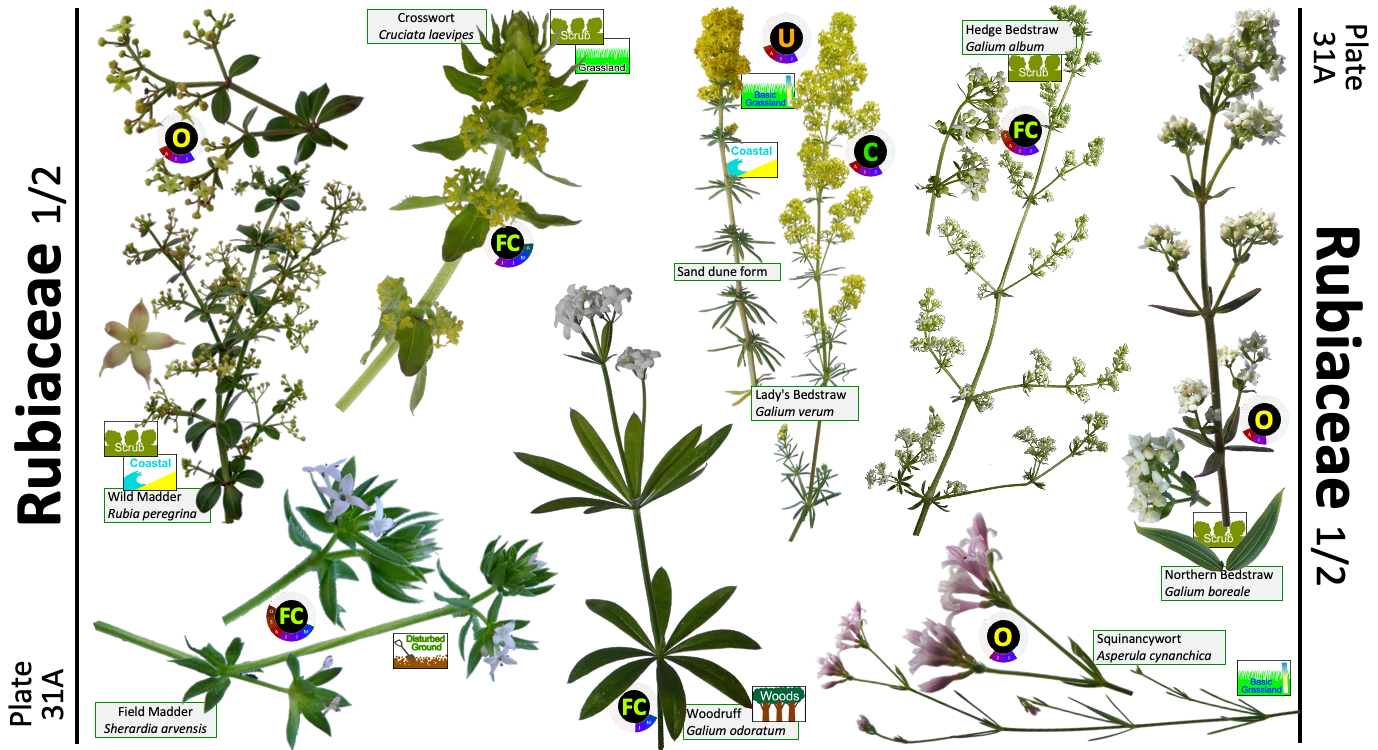 Rubiaceae 1/2
Plate
31A
O
Scrub
Coastal
Wild Madder
Rubia peregrina
Crosswort
Cruciata laevipes
Scrub
Grassland
FC
U
Basic
Grassland
Coastal
C
Sand dune form
Lady's Bedstraw
Galium verum
Hedge Bedstraw
Galium album
Scrub
FC
O
Scrub
Northern Bedstraw
Galium boreale
FC
Disturbed
Ground
Field Madder
Sherardia arvensis
FC
Woodruff
Galium odoratum
Woods
O
Squinancywort
Asperula cynanchica
Basic
Grassland
Plate
31A
Rubiaceae 1/2